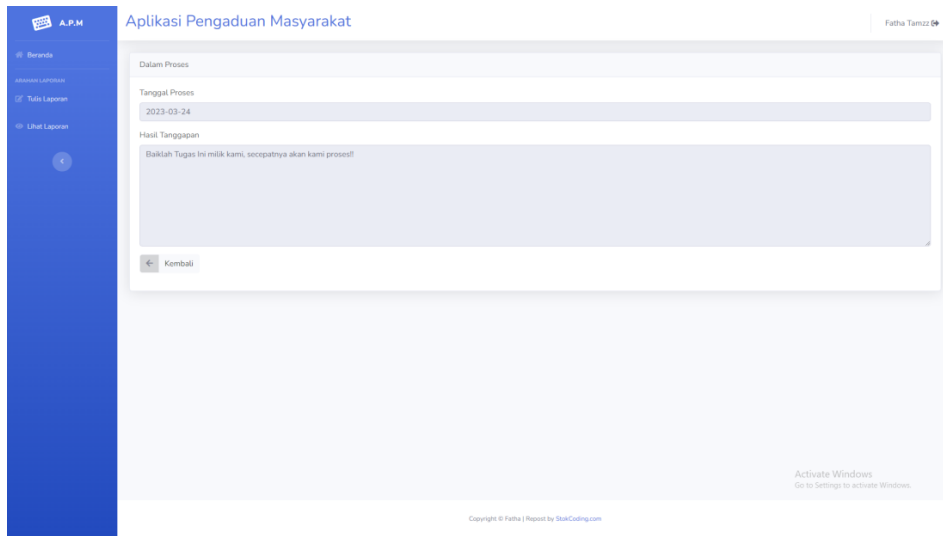 A.P.M
Aplikasi Pengaduan Masyarakat
Fatha Tamzz
Beranda
ARAHAN LAPORAN
Tulis Laporan
Lihat Laporan
Dalam Proses
Tanggal Proses
2023-03-24
Hasil Tanggapan
Baiklah Tugas Ini milik kami, secepatnya akan kami proses!!
Kembali
Activate Windows
Go to Settings to activate Windows.
Copyright © Fatha | Repost by StokCoding.com